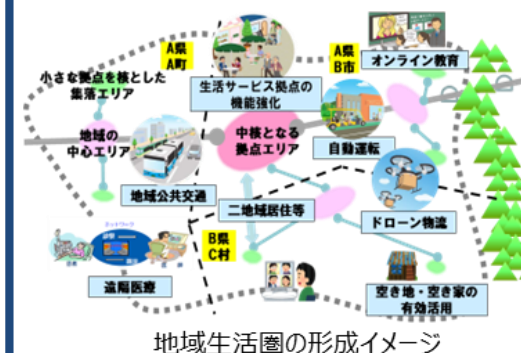 A県
A町
A県
B市
オンライン教育
小さな拠点を核とした
集落エリア
生活サービス拠点の
機能強化
地域の
中心エリア
中核となる
拠点エリア
自動運転
地域公共交通
二地域居住等
ドローン物流
B県
C村
遠隔医療
空き地・空き家の
有効活用
地域生活圏の形成イメージ